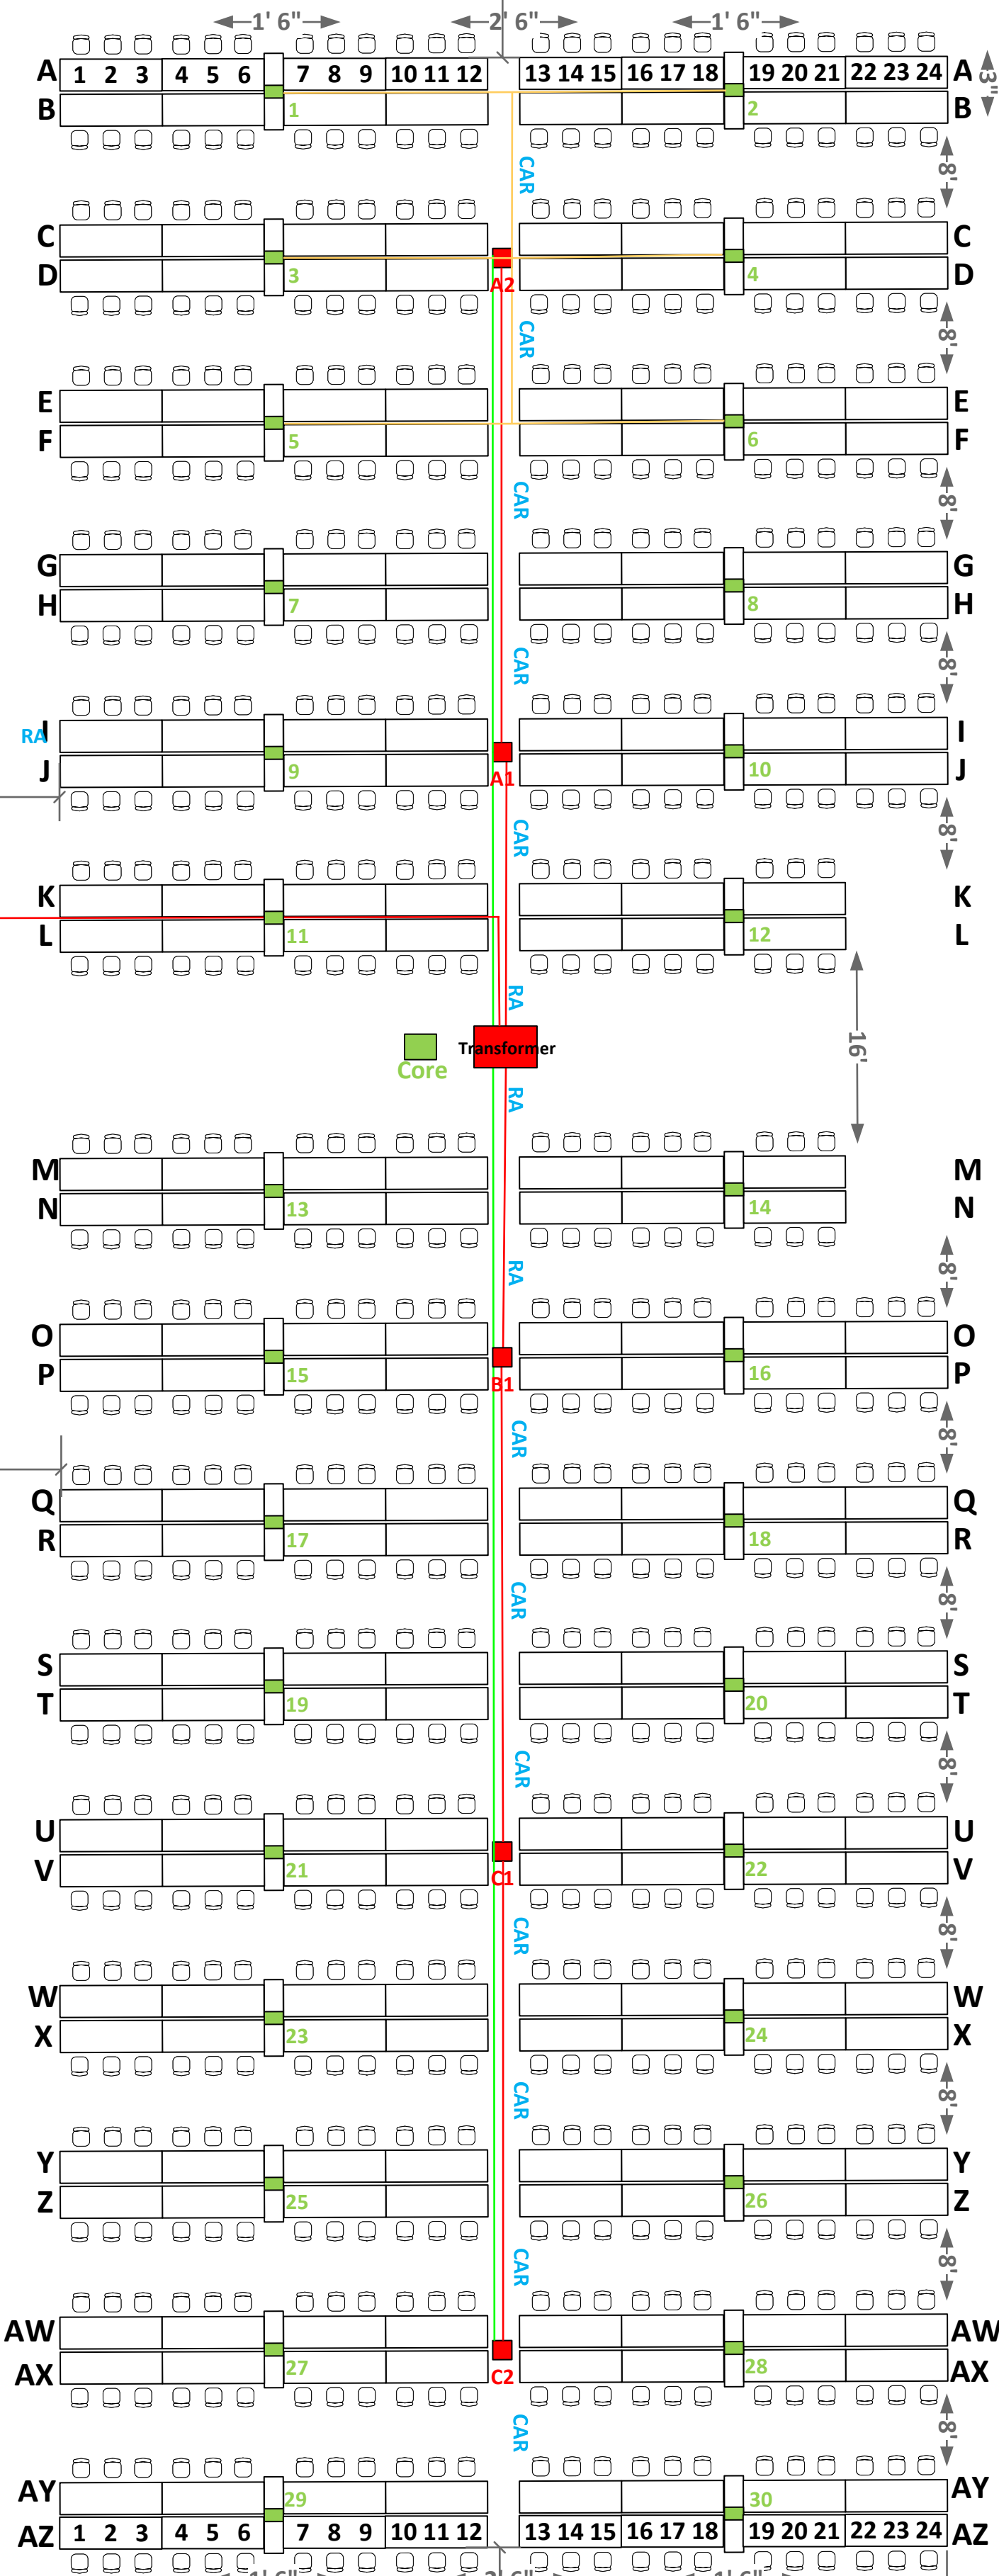 1' 6" 2' 6" 1' 6"
A 1 2 3 4 5 6 7 8 9 10 11 12 13 14 15 16 17 18 19 20 21 22 23 24 A
3"
B 1 2 B
CAR 8'
C C
D 3 4 D
A2
CAR 8'
E E
F 5 6 F
CAR 8'
G G
H 7 8 H
CAR 8'
I I
RA
J 9 10 J
A1
CAR 8'
K K
L 11 12 L
RA
Transformer 16'
Core
RA
M M
N 13 14 N
RA 8'
O O
P 15 16 P
B1
CAR 8'
Q Q
R 17 18 R
CAR 8'
S S
T 19 20 T
CAR 8'
U U
V 21 22 V
C1
CAR 8'
W W
X 23 24 X
CAR 8'
Y Y
Z 25 26 Z
CAR 8'
AW AW
AX 27 28 AX
C2
CAR 8'
AY 29 30 AY
AZ 1 2 3 4 5 6 7 8 9 10 11 12 13 14 15 16 17 18 19 20 21 22 23 24 AZ
1' 6" 2' 6" 1' 6"